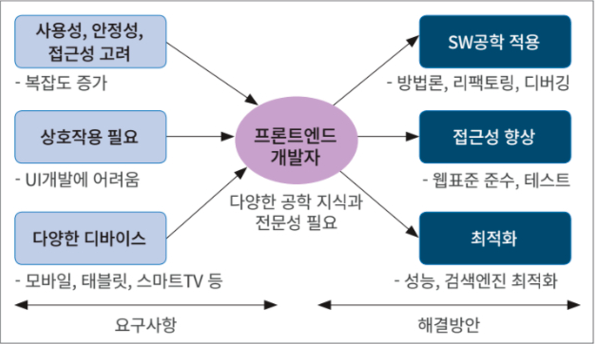 사용성, 안정성,
접근성 고려
- 복잡도 증가
상호작용 필요
- UI개발에 어려움
다양한 디바이스
- 모바일, 태블릿, 스마트TV 등
요구사항
프론트엔드
개발자
다양한 공학 지식과
전문성 필요
SW공학 적용
- 방법론, 리팩토링, 디버깅
접근성 향상
- 웹표준 준수, 테스트
최적화
- 성능, 검색엔진 최적화
해결방안